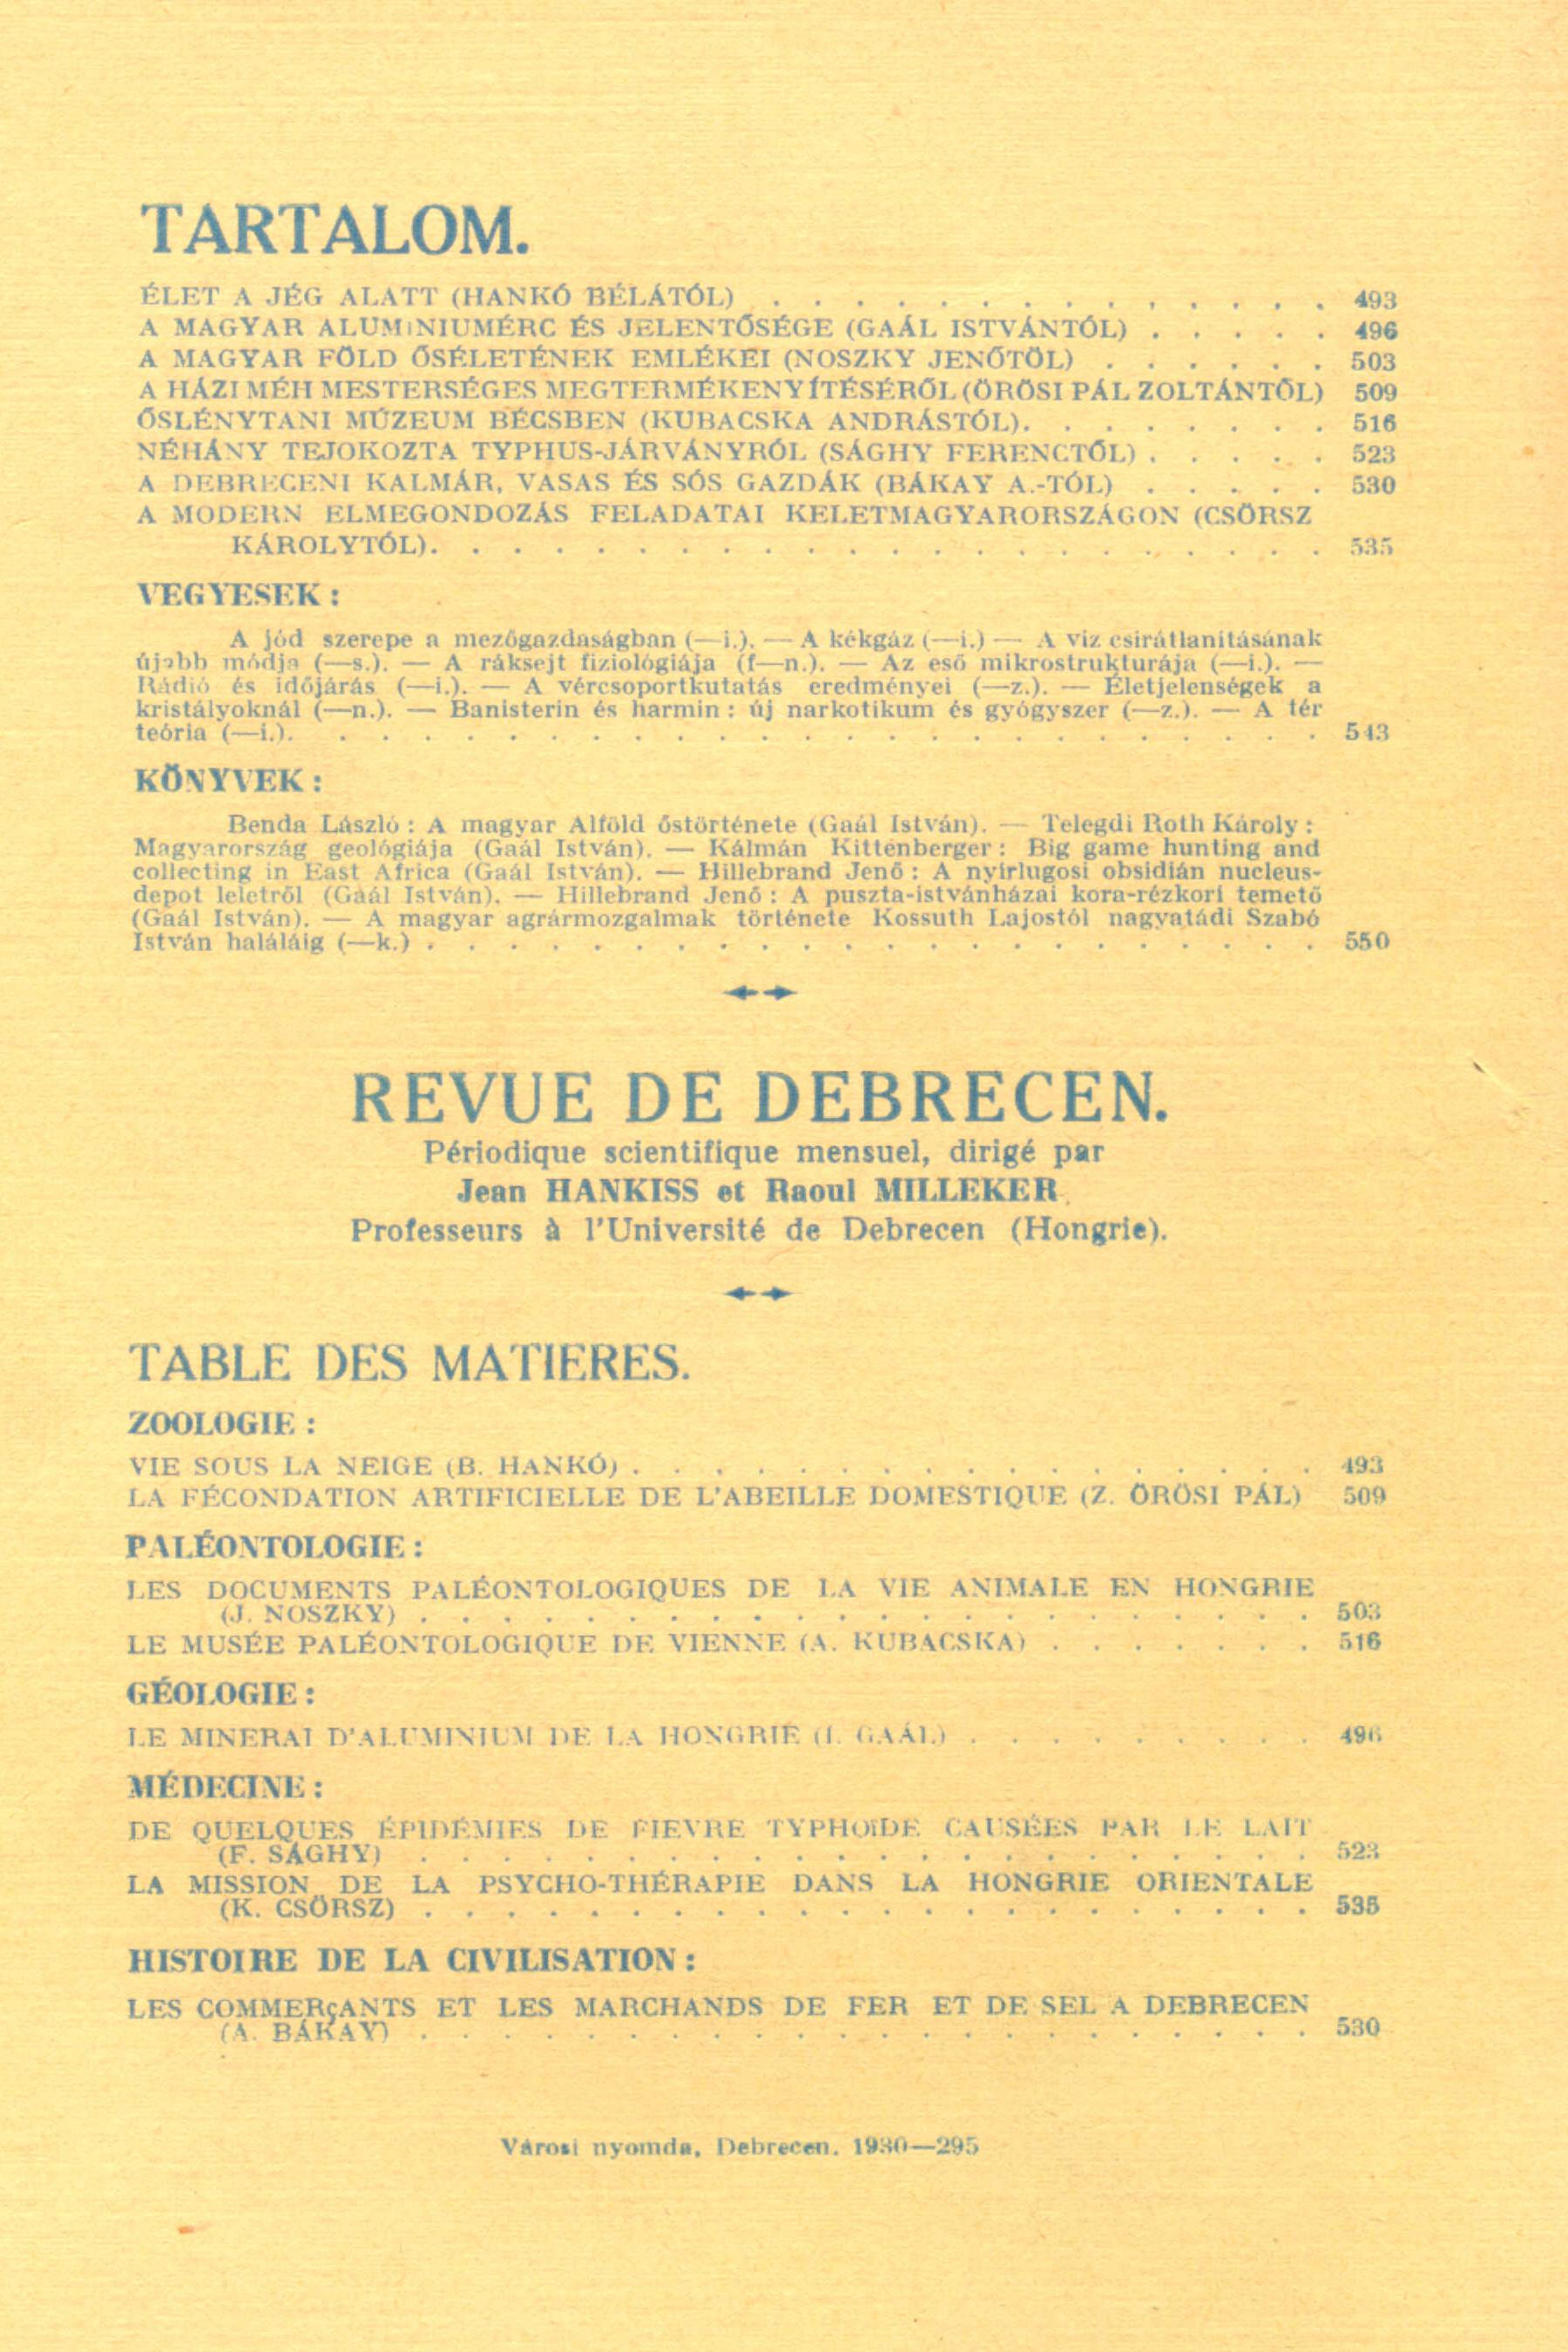 TARTALOM.
ÉLET A JÉG ALATT (HANKÓ BÉLÁTÓL) . . . . . . . . . . . . . . 493
A MAGYAR ALUMINIUMÉRC ÉS JELENTŐSÉGE (GAÁL ISTVÁNTÓL) . . . . . 496
A MAGYAR FÖLD ŐSÉLETÉNEK EMLÉKEI (NOSZKY JENŐTŐL) . . . . . . 503
A HÁZI MÉH MESTERSÉGES MEGTERMÉKENYÍTÉSÉRŐL (ÖRÖSI PÁL ZOLTÁNTÓL) 509
ŐSLÉNYTANI MÚZEUM BÉCSBEN (KUBACSKA ANDRÁSTÓL). . . . . . . . 516
NÉHÁNY TEJOKOZTA TYPHUS-JÁRVÁNYRÓL (SÁGHY FERENCTŐL) . . . . . 523
A DEBRECENI KALMÁR, VASAS ÉS SÓS GAZDÁK (BÁKAY A.-TÓL) . . . . . 530
A MODERN ELMEGONDOZÁS FELADATAI KELETMAGYARORSZÁGON (CSÖRSZ
KÁROLYTÓL). . . . . . . . . . . . . . . . . . . . . . 535
VEGYESEK :
A jód szerepe a mezőgazdaságban (—i.). — A kékgáz (—i.) — A viz csirátlanitásának
újabb módja (—s.). — A ráksejt fiziológiája (f—n.). — Az eső mikrostrukturája (—i.). —
Rádió és időjárás (—i.). — A vércsoportkutatás eredményei (—z.). — Életjelenségek a
kristályoknál (—n.). — Banisterin és harmin : új narkotikum és gyógyszer (—z.). — A tér
teória (—i.). . . . . . . . . . . . . . . . . . . . . . . . . 543
KÖNYVEK :
Benda László : A magyar Alföld őstörténete (Gaál István). — Telegdi Roth Károly :
Magyarország geológiája (Gaál István). — Kálmán Kittenberger : Big game hunting and
collecting in East Africa (Gaál István). — Hillebrand Jenő : A nyirlugosi obsidián nucleus-
depot leletről (Gaál István). — Hillebrand Jenő : A puszta-istvánházai kora-rézkori temető
(Gaál István). — A magyar agrármozgalmak története Kossuth Lajostól nagyatádi Szabó
István haláláig (—k.) . . . . . . . . . . . . . . . . . . . . . . 550
REVUE DE DEBRECEN.
Périodique scientifique mensuel, dirigé par
Jean HANKISS et Raoul MILLEKER
Professeurs à l'Université de Debrecen (Hongrie).
TABLE DES MATIERES.
ZOOLOGIE :
VIE SOUS LA NEIGE (B. HANKÓ) . . . . . . . . . . . . . . . . . 493
LA FÉCONDATION ARTIFICIELLE DE L'ABEILLE DOMESTIQUE (Z. ÖRÖSI PÁL) 509
PALÉONTOLOGIE :
LES DOCUMENTS PALÉONTOLOGIQUES DE LA VIE ANIMALE EN HONGRIE
(J. NOSZKY) . . . . . . . . . . . . . . . . . . . . . . 503
LE MUSÉE PALÉONTOLOGIQUE DE VIENNE (A. KUBACSKA) . . . . . . . 516
GÉOLOGIE :
LE MINERAI D'ALUMINIUM DE LA HONGRIE (I. GAÁL) . . . . . . . . . 496
MÉDECINE :
DE QUELQUES ÉPIDÉMIES DE FIEVRE TYPHOïDE CAUSÉES PAR LE LAIT
(F. SÁGHY) . . . . . . . . . . . . . . . . . . . . . . 523
LA MISSION DE LA PSYCHO-THÉRAPIE DANS LA HONGRIE ORIENTALE
(K. CSÖRSZ) . . . . . . . . . . . . . . . . . . . . . . 535
HISTOIRE DE LA CIVILISATION :
LES COMMERçANTS ET LES MARCHANDS DE FER ET DE SEL A DEBRECEN
(A. BÁKAY) . . . . . . . . . . . . . . . . . . . . . . 530
Városi nyomda, Debrecen. 1930—295